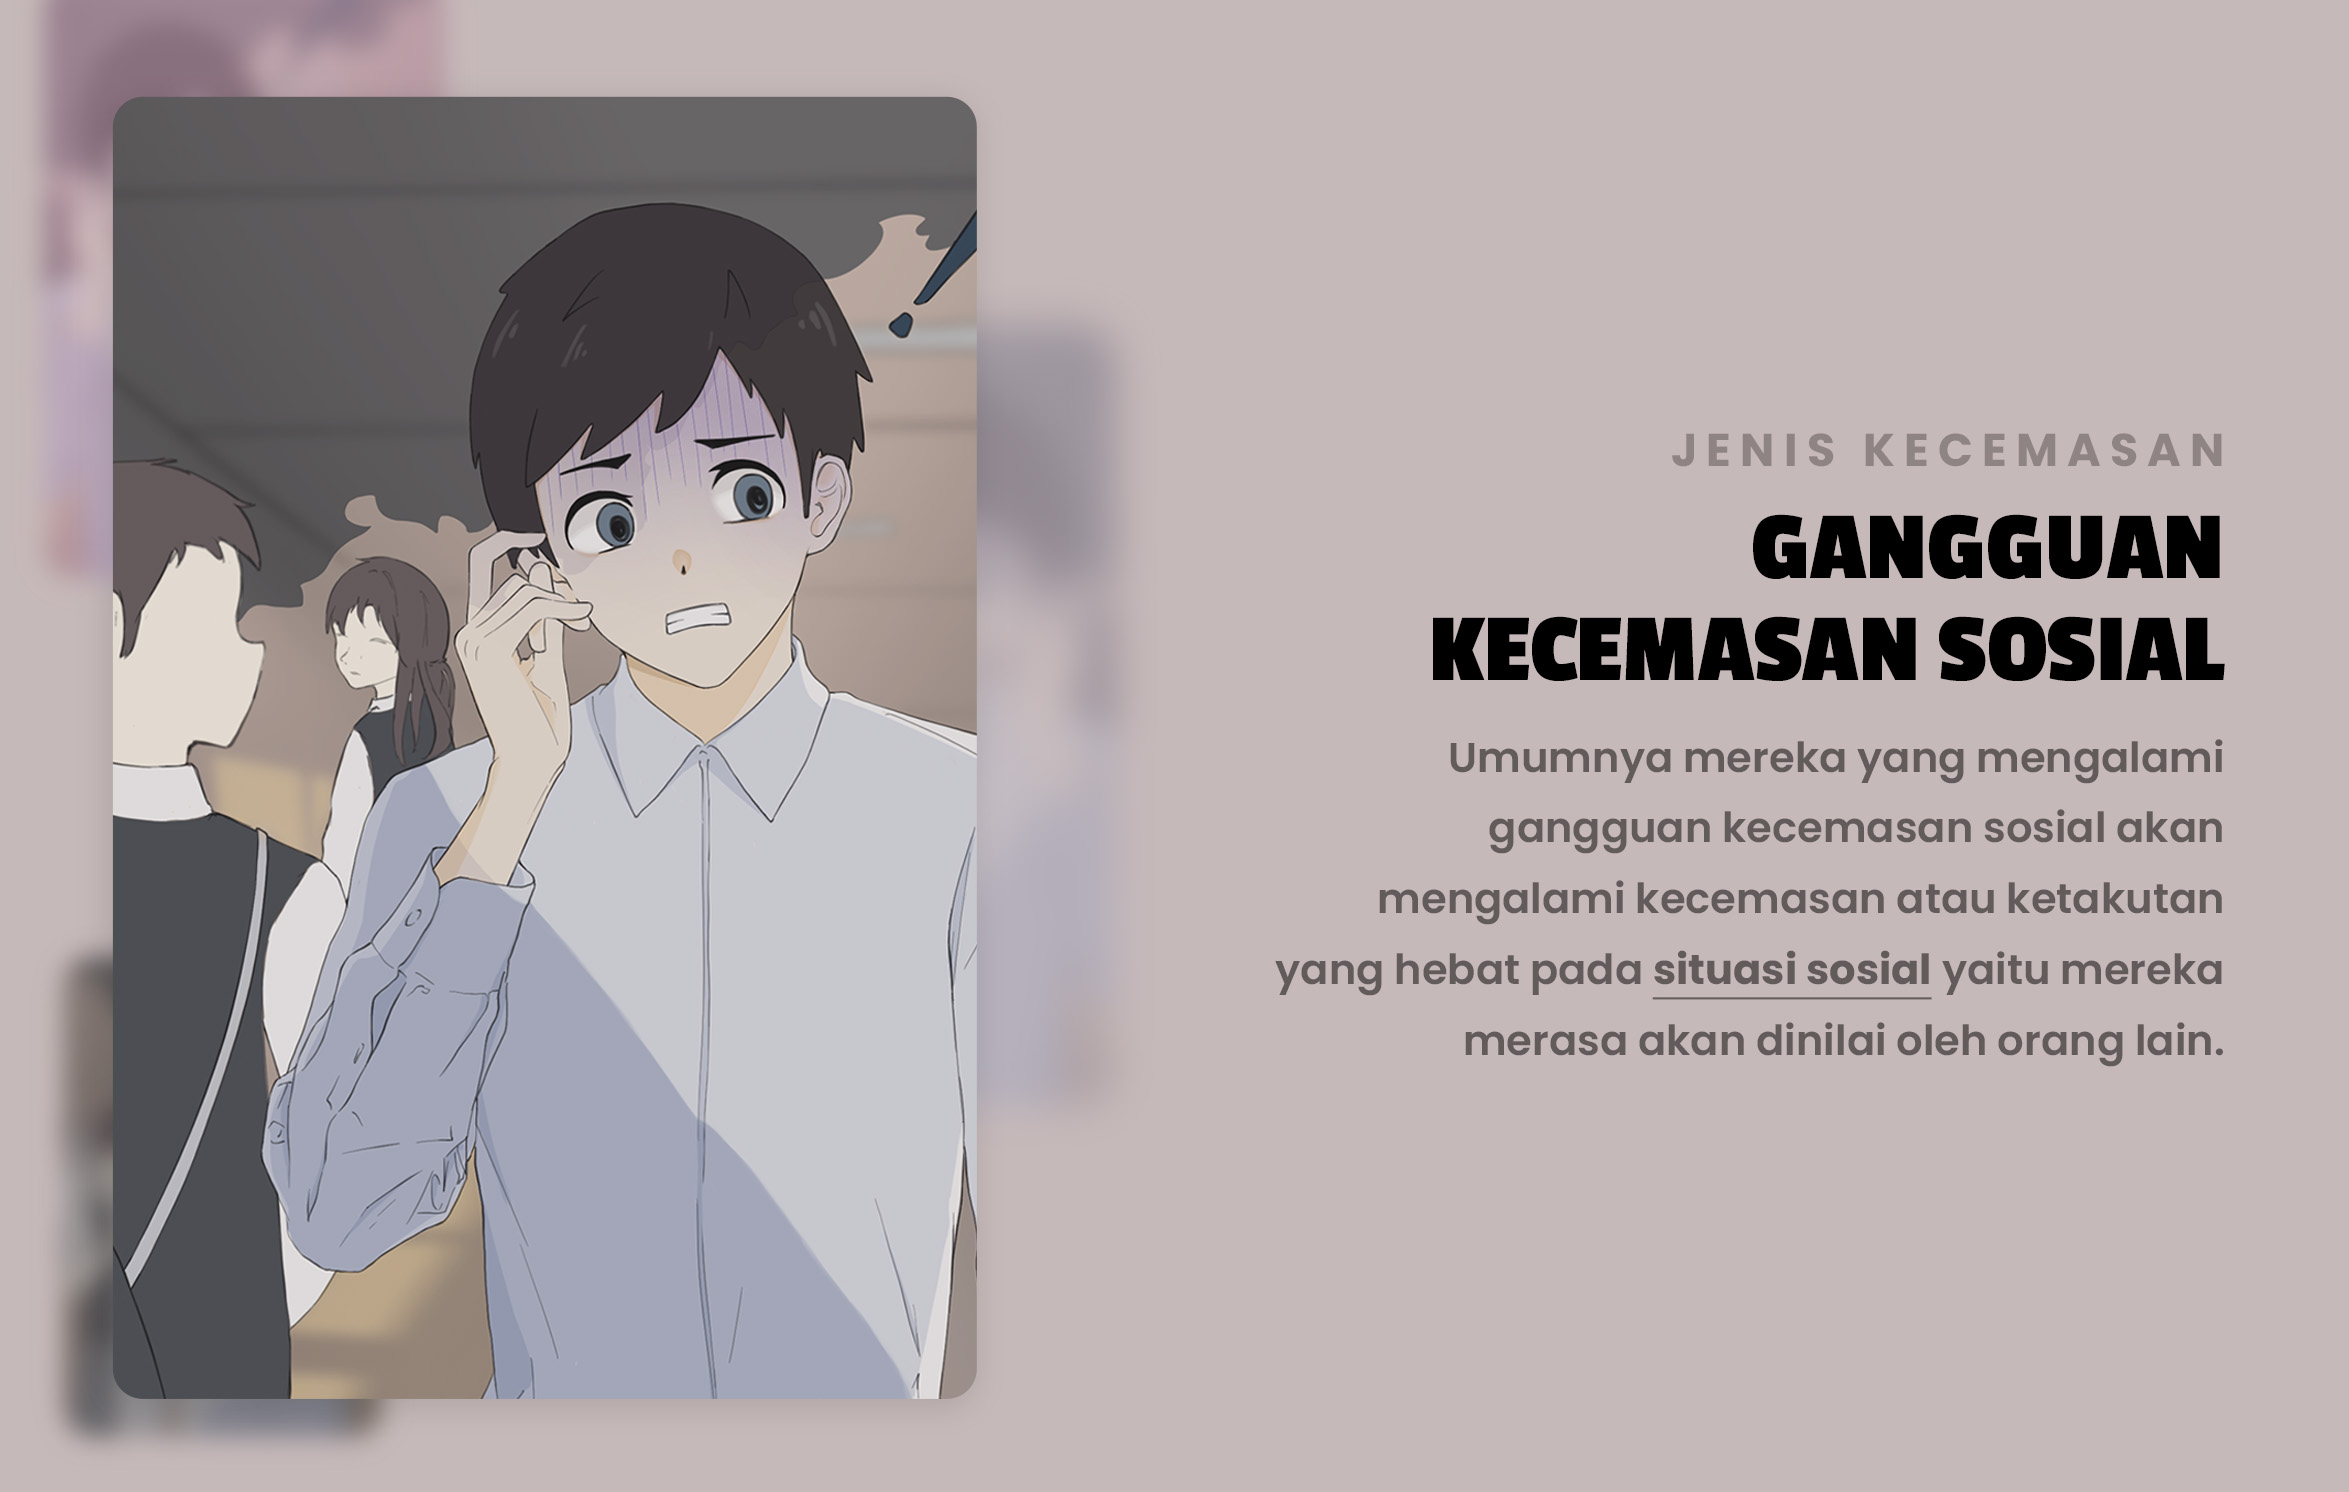 JENIS KECEMASAN
GANGGUAN
KECEMASAN SOSIAL
Umumnya mereka yang mengalami
gangguan kecemasan sosial akan
mengalami kecemasan atau ketakutan
yang hebat pada situasi sosial yaitu mereka
merasa akan dinilai oleh orang lain.